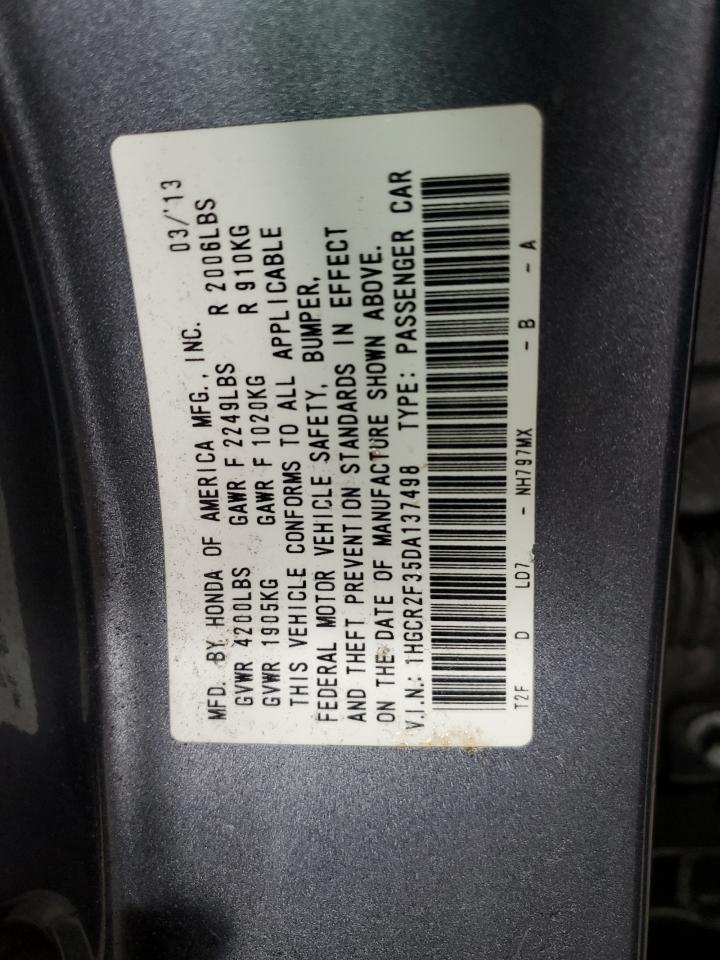 MFD. BY HONDA OF AMERICA MFG., INC. 03/'13
GVWR 4200LBS GAWR F 2249LBS R 2006LBS
GVWR 1905KG GAWR F 1020KG R 910KG
THIS VEHICLE CONFORMS TO ALL APPLICABLE
FEDERAL MOTOR VEHICLE SAFETY, BUMPER,
AND THEFT PREVENTION STANDARDS IN EFFECT
ON THE DATE OF MANUFACTURE SHOWN ABOVE.
V.I.N.: 1HGCR2F35DA137498 TYPE: PASSENGER CAR
T2F D LD7 - NH797MX - B - A